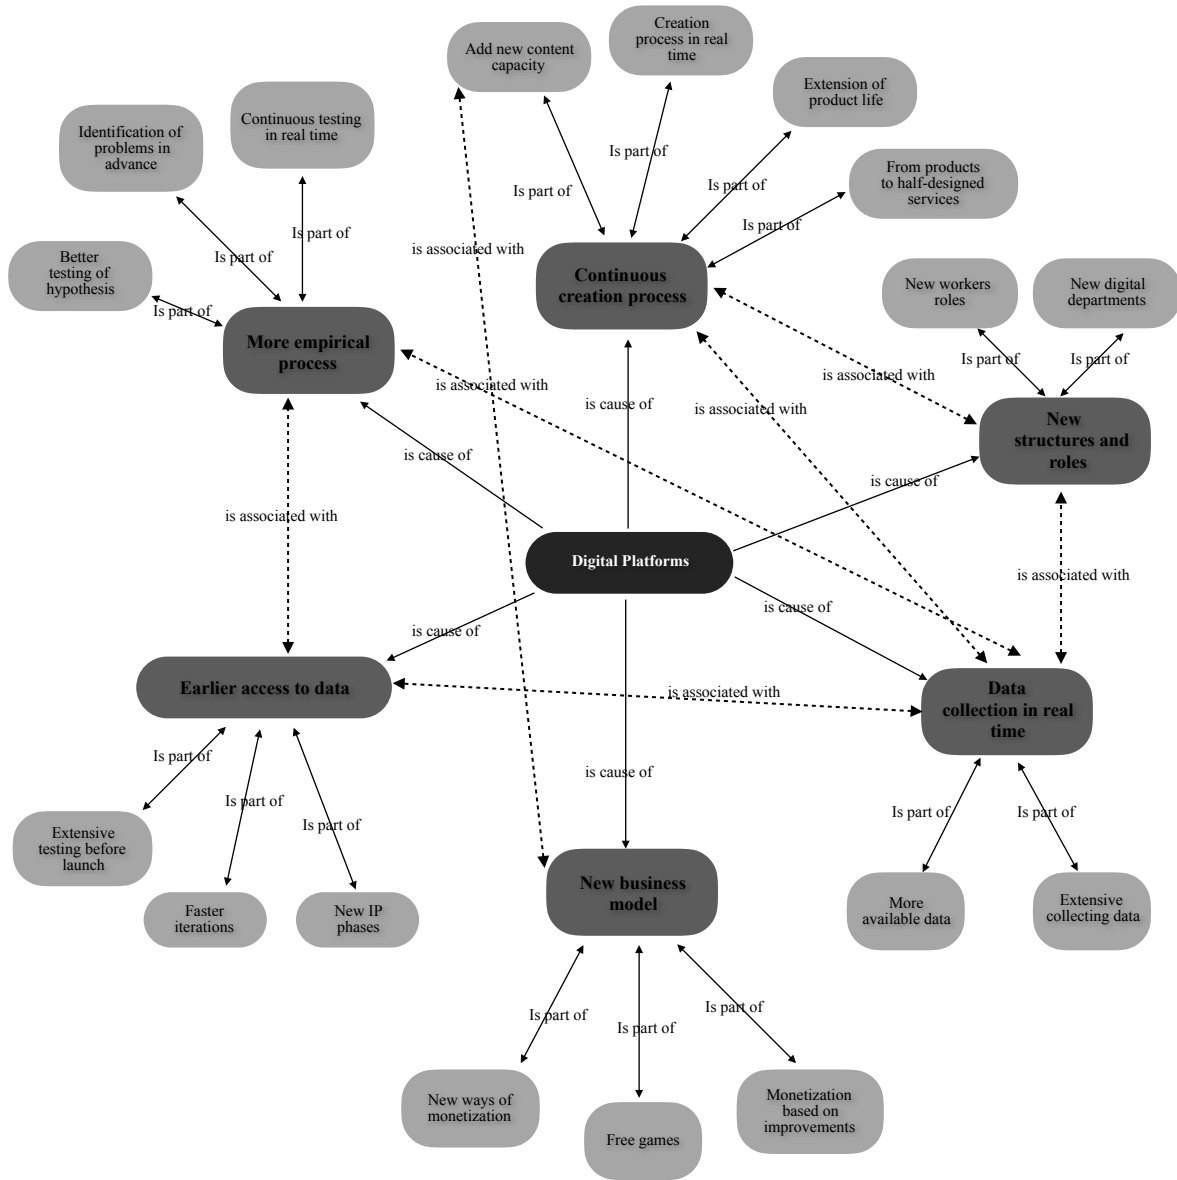 Creation
process in real
time
Add new content
capacity
Extension of
product life
Continuous testing
in real time
Identification of
problems in
advance
Is part of
From products
to half-designed
services
Is part of
Is part of
Is part of
Is part of
Is part of
is associated with
Better
testing of
hypothesis
Is part of
Continuous
creation process
New workers
roles
New digital
departments
Is part of
More empirical
process
Is part of
Is part of
is associated with
is associated with
is cause of
is associated with
New
structures and
roles
is cause of
is cause of
is associated with
Digital Platforms
is associated with
is cause of
is cause of
Earlier access to data
is associated with
Data
collection in real
time
Is part of
is cause of
Is part of
Is part of
Is part of
Is part of
Extensive
testing before
launch
New business
model
Faster
iterations
New IP
phases
More
available data
Extensive
collecting data
Is part of
Is part of
Is part of
New ways of
monetization
Free games
Monetization
based on
improvements